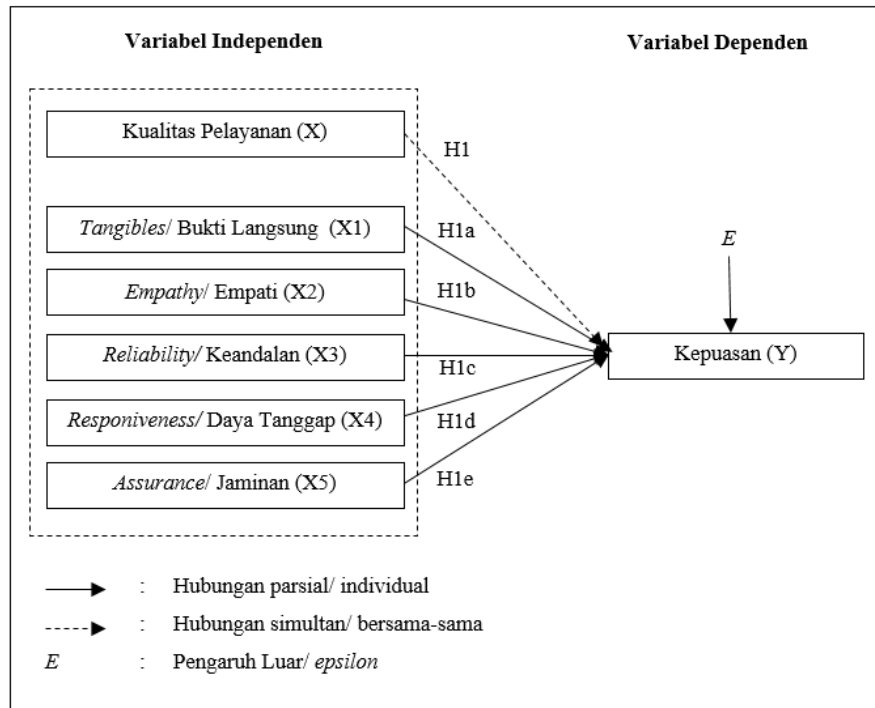 Variabel Independen
Variabel Dependen
Kualitas Pelayanan (X)
H1
Tangibles/ Bukti Langsung (X1)
H1a
E
Empathy/ Empati (X2)
H1b
Reliability/ Keandalan (X3)
Kepuasan (Y)
H1c
Responiveness/ Daya Tanggap (X4)
H1d
Assurance/ Jaminan (X5)
H1e
: Hubungan parsial/ individual
: Hubungan simultan/ bersama-sama
E : Pengaruh Luar/ epsilon